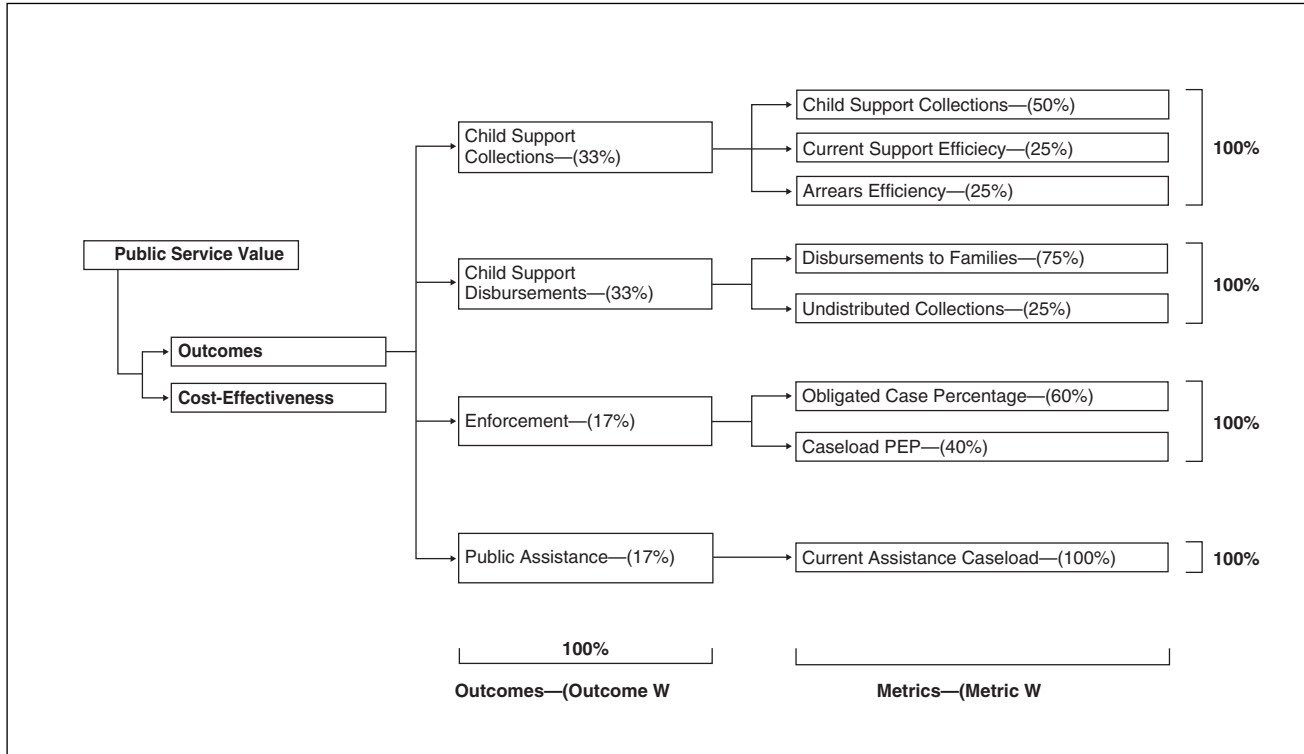 Public Service Value
Outcomes
Cost-Effectiveness
Child Support
Collections—(33%)
Child Support
Disbursements—(33%)
Enforcement—(17%)
Public Assistance—(17%)
Child Support Collections—(50%)
Current Support Efficiecy—(25%)
Arrears Efficiency—(25%)
100%
Disbursements to Families—(75%)
Undistributed Collections—(25%)
100%
Obligated Case Percentage—(60%)
Caseload PEP—(40%)
100%
Current Assistance Caseload—(100%)
100%
100%
Outcomes—(Outcome W
Metrics—(Metric W